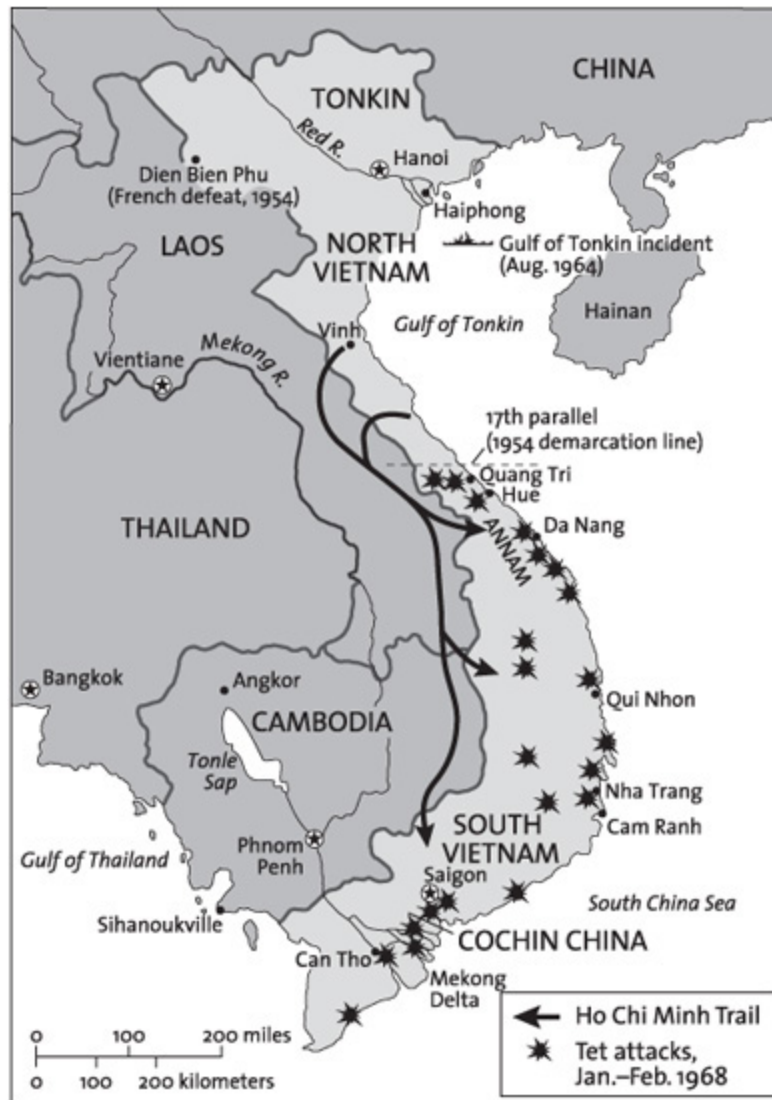 CHINA
TONKIN
Red R.
Hanoi
Dien Bien Phu
(French defeat, 1954)
Haiphong
LAOS
NORTH
VIETNAM
Gulf of Tonkin incident
(Aug. 1964)
Hainan
Gulf of Tonkin
Vinh
Mekong R.
Vientiane
17th parallel
(1954 demarcation line)
Quang Tri
Hue
THAILAND
ANNAM
Da Nang
Bangkok
Angkor
Qui Nhon
CAMBODIA
Tonle
Sap
Nha Trang
Cam Ranh
SOUTH
VIETNAM
Phnom
Penh
Gulf of Thailand
Saigon
South China Sea
Sihanoukville
COCHIN CHINA
Can Tho
Mekong
Delta
0 100 200 miles
0 100 200 kilometers
Ho Chi Minh Trail
Tet attacks,
Jan.–Feb. 1968